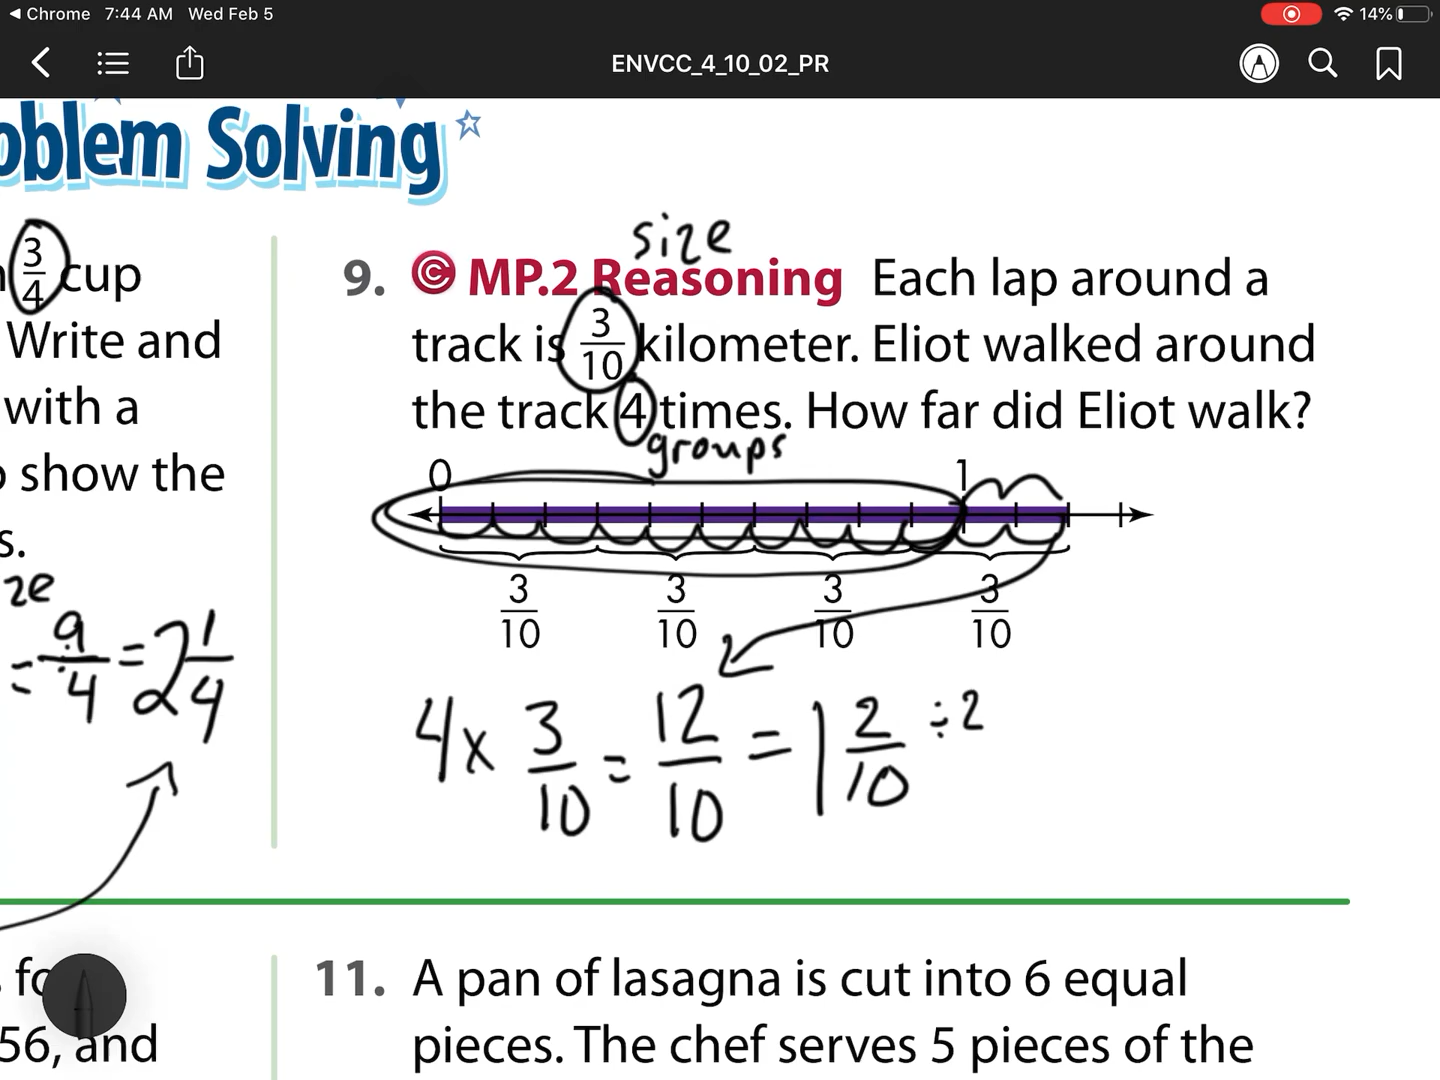 Chrome 7:44 AM Wed Feb 5 14%
ENVCC_4_10_02_PR
oblem Solving
3/4 cup
Write and
with a
show the
s.
ze
= 9/4 = 2 1/4
size
9. © MP.2 Reasoning Each lap around a
track is 3/10 kilometer. Eliot walked around
the track 4 times. How far did Eliot walk?
groups
0 1
3/10 3/10 3/10 3/10
4 x 3/10 = 12/10 = 1 2/10 ÷2
56, and
11. A pan of lasagna is cut into 6 equal
pieces. The chef serves 5 pieces of the